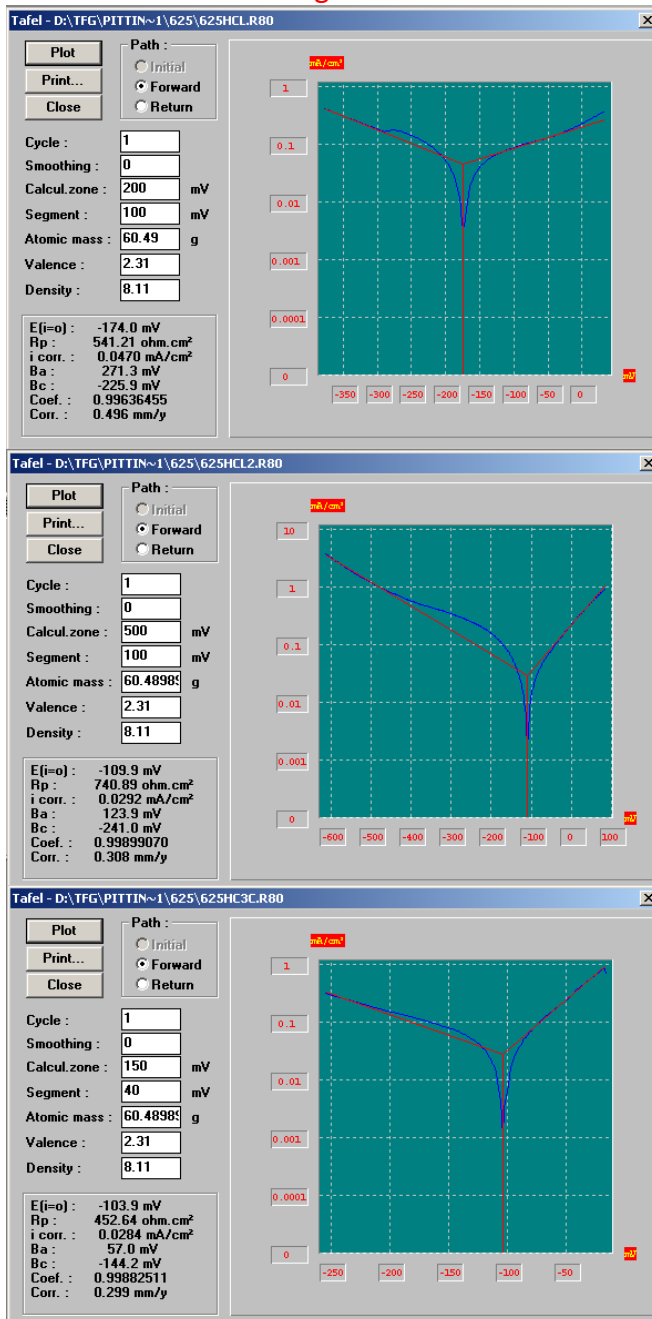 Tafel - D:\TFG\PITTIN~1\625\625HCL.R80
Plot
Print...
Close
Path :
Initial
Forward
Return
Cycle : 1
Smoothing : 0
Calcul.zone : 200 mV
Segment : 100 mV
Atomic mass : 60.49 g
Valence : 2.31
Density : 8.11
E(i=o) : -174.0 mV
Rp : 541.21 ohm.cm²
i corr. : 0.0470 mA/cm²
Ba : 271.3 mV
Bc : -225.9 mV
Coef. : 0.99636455
Corr. : 0.496 mm/y
mA/cm²
1
0.1
0.01
0.001
0.0001
0
mV
-350 -300 -250 -200 -150 -100 -50 0
Tafel - D:\TFG\PITTIN~1\625\625HCL2.R80
Plot
Print...
Close
Path :
Initial
Forward
Return
Cycle : 1
Smoothing : 0
Calcul.zone : 500 mV
Segment : 100 mV
Atomic mass : 60.4898 g
Valence : 2.31
Density : 8.11
E(i=o) : -109.9 mV
Rp : 740.89 ohm.cm²
i corr. : 0.0292 mA/cm²
Ba : 123.9 mV
Bc : -241.0 mV
Coef. : 0.99899070
Corr. : 0.308 mm/y
mA/cm²
10
1
0.1
0.01
0.001
0
mV
-600 -500 -400 -300 -200 -100 0 100
Tafel - D:\TFG\PITTIN~1\625\625HC3C.R80
Plot
Print...
Close
Path :
Initial
Forward
Return
Cycle : 1
Smoothing : 0
Calcul.zone : 150 mV
Segment : 40 mV
Atomic mass : 60.4898 g
Valence : 2.31
Density : 8.11
E(i=o) : -103.9 mV
Rp : 452.64 ohm.cm²
i corr. : 0.0284 mA/cm²
Ba : 57.0 mV
Bc : -144.2 mV
Coef. : 0.99882511
Corr. : 0.299 mm/y
mA/cm²
1
0.1
0.01
0.001
0.0001
0
mV
-250 -200 -150 -100 -50